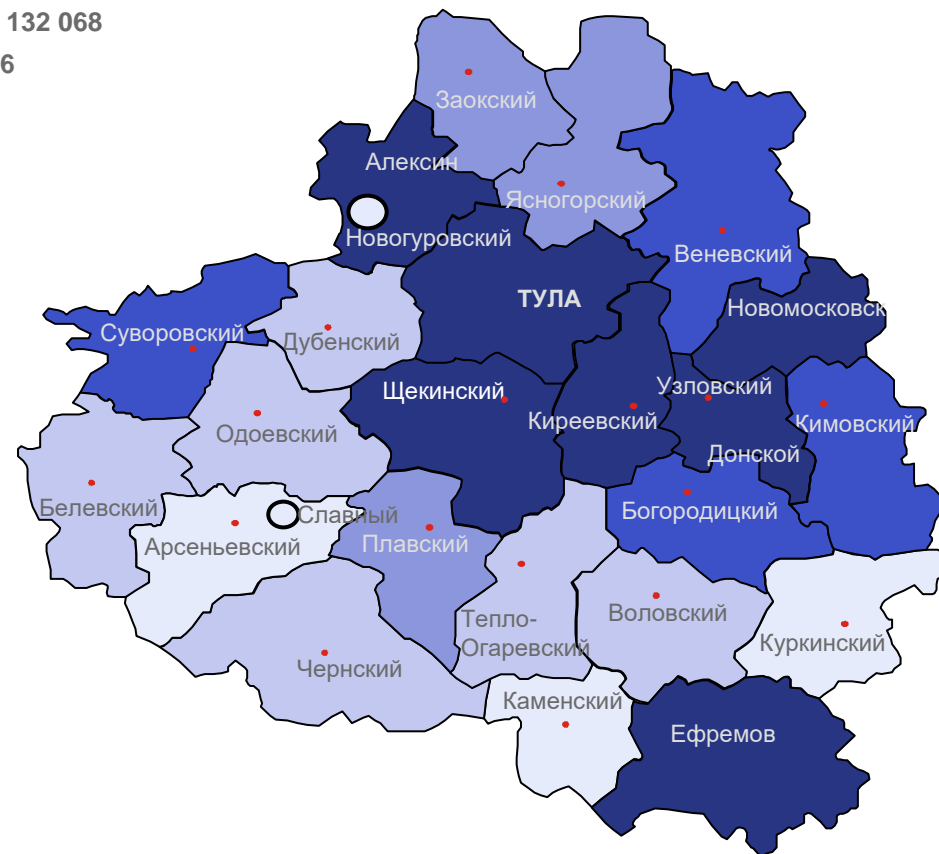 132 068
6
Заокский
Алексин
Ясногорский
Новогуровский
Веневский
ТУЛА
Новомосковск
Суворовский
Дубенский
Щекинский
Узловский
Киреевский
Кимовский
Одоевский
Донской
Белевский
Славный
Богородицкий
Арсеньевский
Плавский
Воловский
Тепло-
Огаревский
Куркинский
Чернский
Каменский
Ефремов